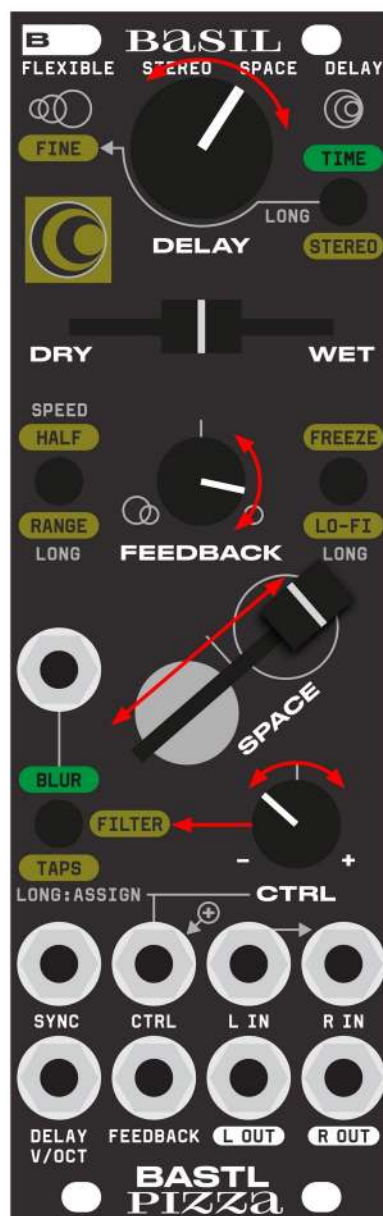 B BaSIL
FLEXIBLE STEREO SPACE DELAY
FINE
TIME
LONG
DELAY
STEREO
DRY WET
SPEED
HALF FREEZE
RANGE LO-FI
LONG FEEDBACK LONG
SPACE
BLUR
FILTER
- +
TAPS
LONG:ASSIGN CTRL
SYNC CTRL L IN R IN
DELAY FEEDBACK L OUT R OUT
V/OCT
BASTL
PIZZa